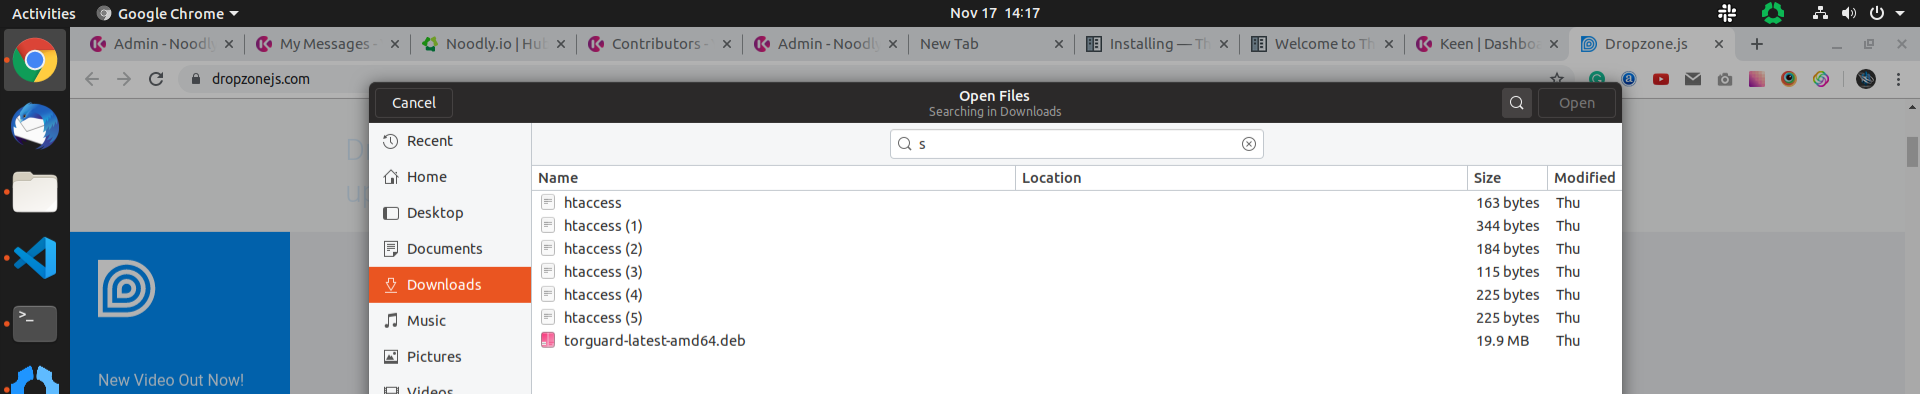 Activities Google Chrome Nov 17 14:17
Admin - Noodly My Messages - Noodly.io | Hub Contributors - Admin - Noodly New Tab Installing — Th Welcome to Th Keen | Dashboa Dropzone.js
dropzonejs.com
Cancel Open Files Open
Searching in Downloads
s
Recent
Home
Desktop
Documents
Downloads
Music
Pictures
Videos
Name Location Size Modified
htaccess 163 bytes Thu
htaccess (1) 344 bytes Thu
htaccess (2) 184 bytes Thu
htaccess (3) 115 bytes Thu
htaccess (4) 225 bytes Thu
htaccess (5) 225 bytes Thu
torguard-latest-amd64.deb 19.9 MB Thu
New Video Out Now!